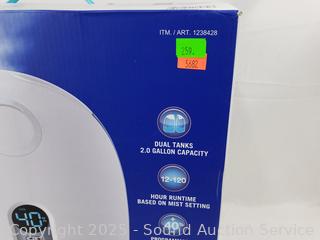 ITM. / ART. 1238428
259.
5682
DUAL TANKS
2.0 GALLON CAPACITY
12-120
HOUR RUNTIME
BASED ON MIST SETTING
40%
Copyright 2025 - Sound Auction Service